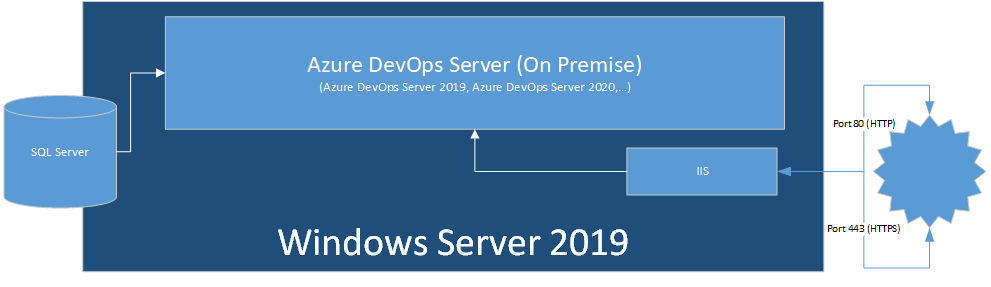 Azure DevOps Server (On Premise)
(Azure DevOps Server 2019, Azure DevOps Server 2020,...)
SQL Server
Port 80 (HTTP)
IIS
Port 443 (HTTPS)
Windows Server 2019